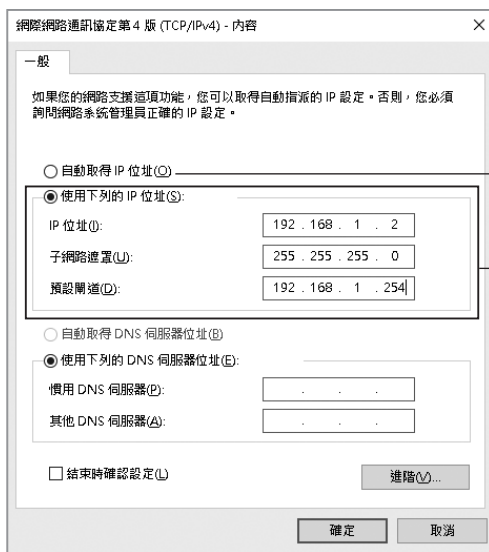 網際網路通訊協定第 4 版 (TCP/IPv4) - 內容
一般
如果您的網路支援這項功能，您可以取得自動指派的 IP 設定。否則，您必須
詢問網路系統管理員正確的 IP 設定。
自動取得 IP 位址(O)
使用下列的 IP 位址(S):
IP 位址(I): 192 . 168 . 1 . 2
子網路遮罩(U): 255 . 255 . 255 . 0
預設閘道(D): 192 . 168 . 1 . 254
自動取得 DNS 伺服器位址(B)
使用下列的 DNS 伺服器位址(E):
慣用 DNS 伺服器(P): . . .
其他 DNS 伺服器(A): . . .
結束時確認設定(L)
進階(V)...
確定 取消